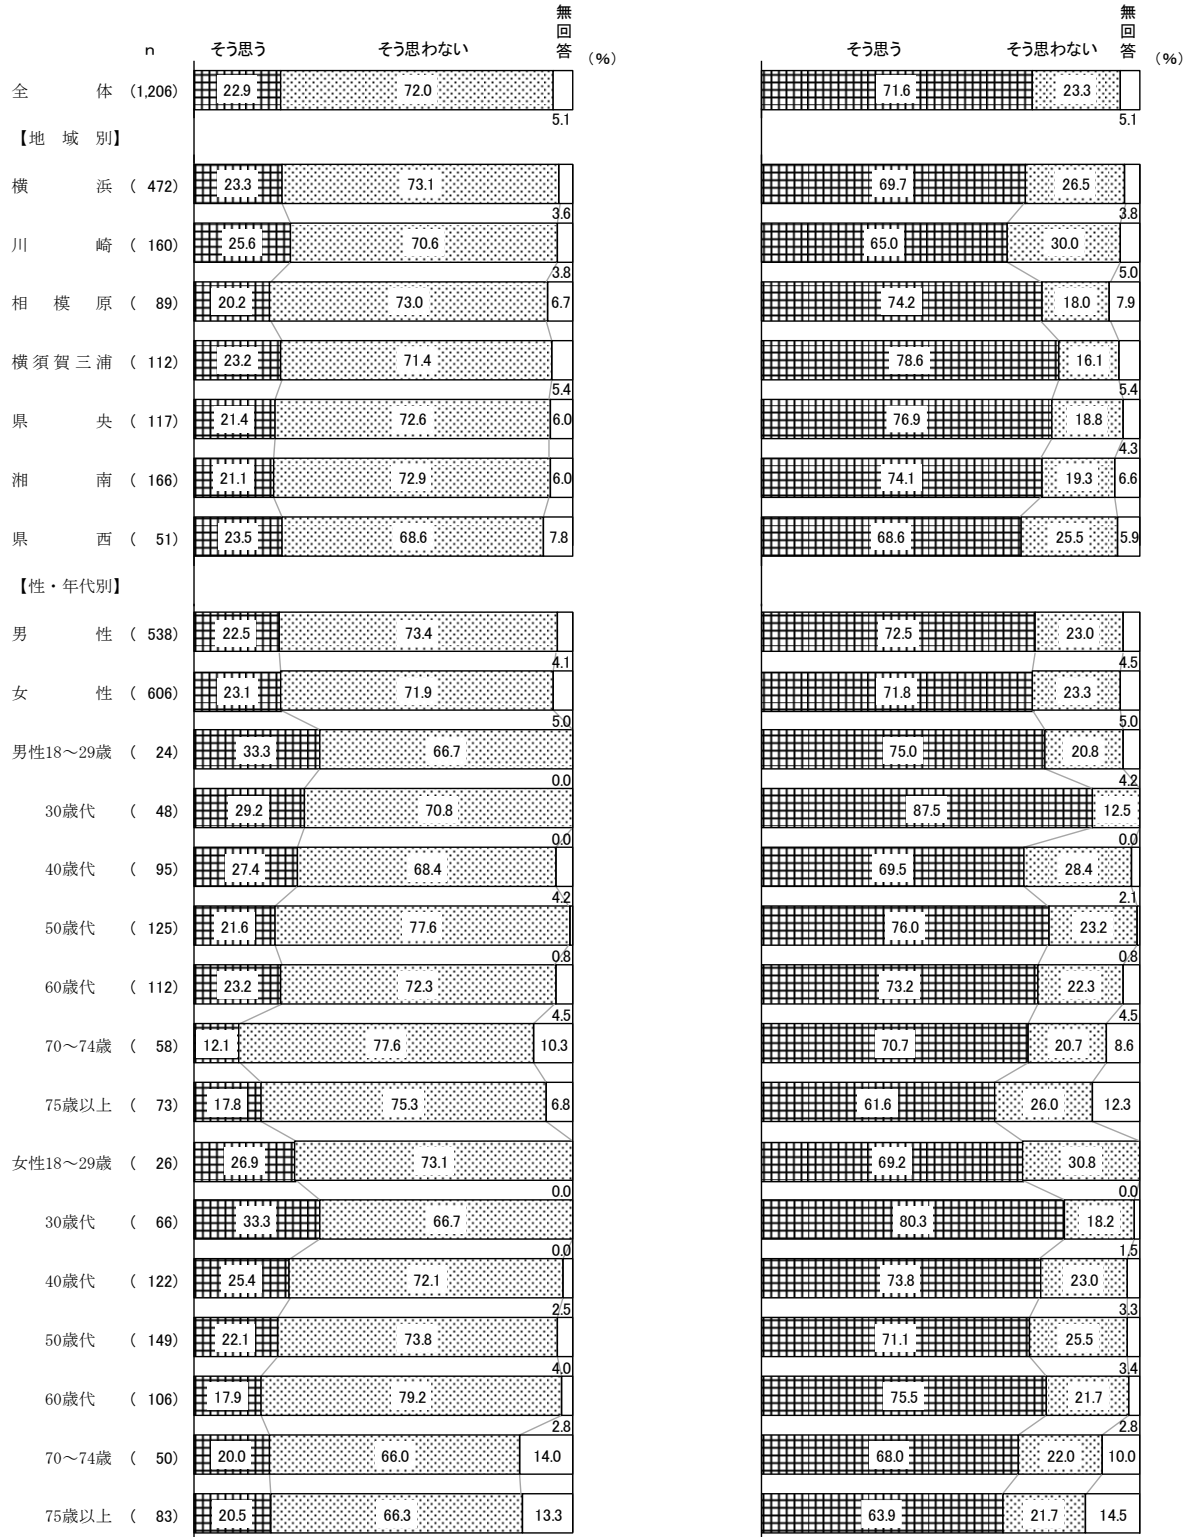 無
回
答
n そう思う そう思わない (%)
無
回
答
そう思う そう思わない (%)
全体 (1,206) 22.9 72.0 5.1 71.6 23.3 5.1
【地域別】
横浜 ( 472) 23.3 73.1 3.6 69.7 26.5 3.8
川崎 ( 160) 25.6 70.6 3.8 65.0 30.0 5.0
相模原 ( 89) 20.2 73.0 6.7 74.2 18.0 7.9
横須賀三浦 ( 112) 23.2 71.4 5.4 78.6 16.1 5.4
県央 ( 117) 21.4 72.6 6.0 76.9 18.8 4.3
湘南 ( 166) 21.1 72.9 6.0 74.1 19.3 6.6
県西 ( 51) 23.5 68.6 7.8 68.6 25.5 5.9
【性・年代別】
男性 ( 538) 22.5 73.4 4.1 72.5 23.0 4.5
女性 ( 606) 23.1 71.9 5.0 71.8 23.3 5.0
男性18～29歳 ( 24) 33.3 66.7 0.0 75.0 20.8 4.2
30歳代 ( 48) 29.2 70.8 0.0 87.5 12.5 0.0
40歳代 ( 95) 27.4 68.4 4.2 69.5 28.4 2.1
50歳代 ( 125) 21.6 77.6 0.8 76.0 23.2 0.8
60歳代 ( 112) 23.2 72.3 4.5 73.2 22.3 4.5
70～74歳 ( 58) 12.1 77.6 10.3 70.7 20.7 8.6
75歳以上 ( 73) 17.8 75.3 6.8 61.6 26.0 12.3
女性18～29歳 ( 26) 26.9 73.1 0.0 69.2 30.8 0.0
30歳代 ( 66) 33.3 66.7 0.0 80.3 18.2 1.5
40歳代 ( 122) 25.4 72.1 2.5 73.8 23.0 3.3
50歳代 ( 149) 22.1 73.8 4.0 71.1 25.5 3.4
60歳代 ( 106) 17.9 79.2 2.8 75.5 21.7 2.8
70～74歳 ( 50) 20.0 66.0 14.0 68.0 22.0 10.0
75歳以上 ( 83) 20.5 66.3 13.3 63.9 21.7 14.5